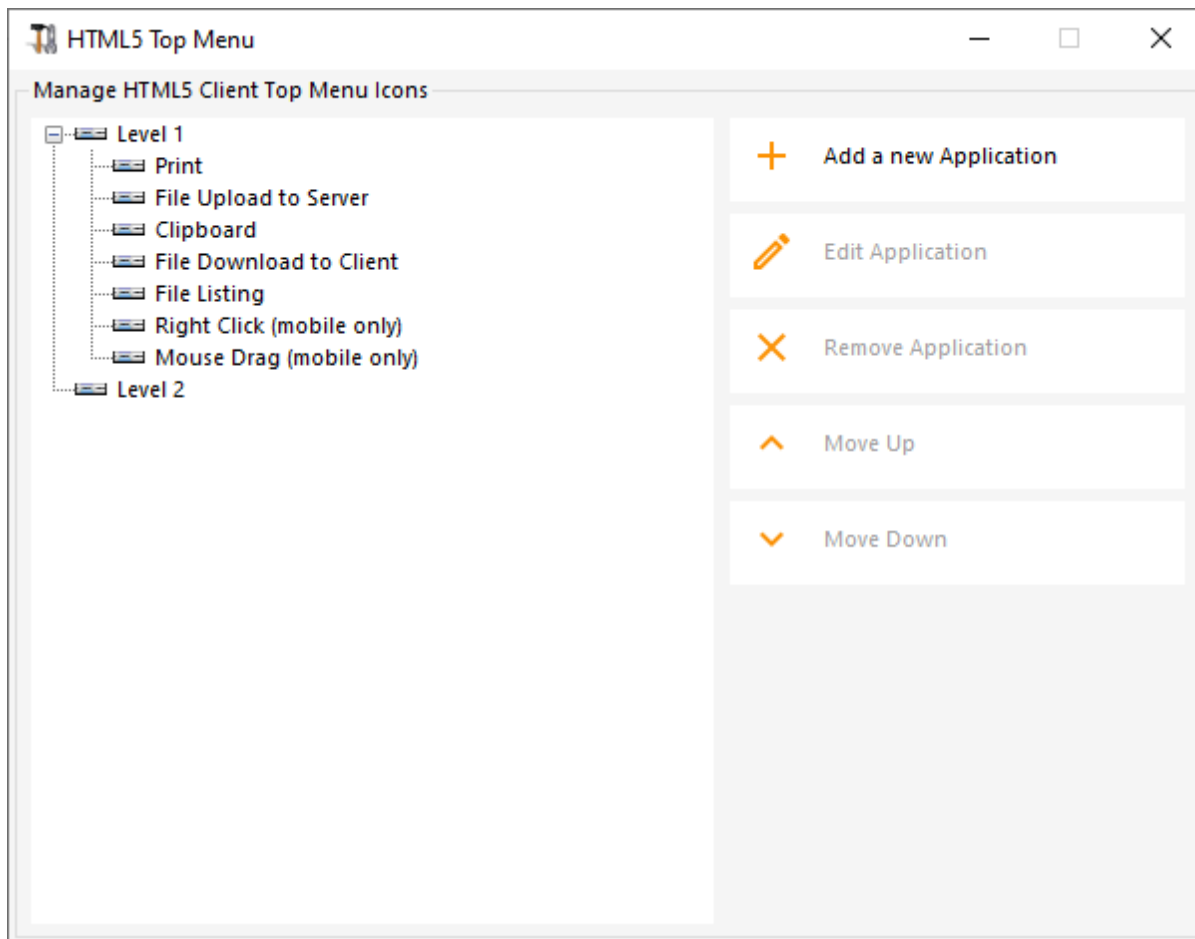 HTML5 Top Menu
Manage HTML5 Client Top Menu Icons
Level 1
Print
File Upload to Server
Clipboard
File Download to Client
File Listing
Right Click (mobile only)
Mouse Drag (mobile only)
Level 2
Add a new Application
Edit Application
Remove Application
Move Up
Move Down